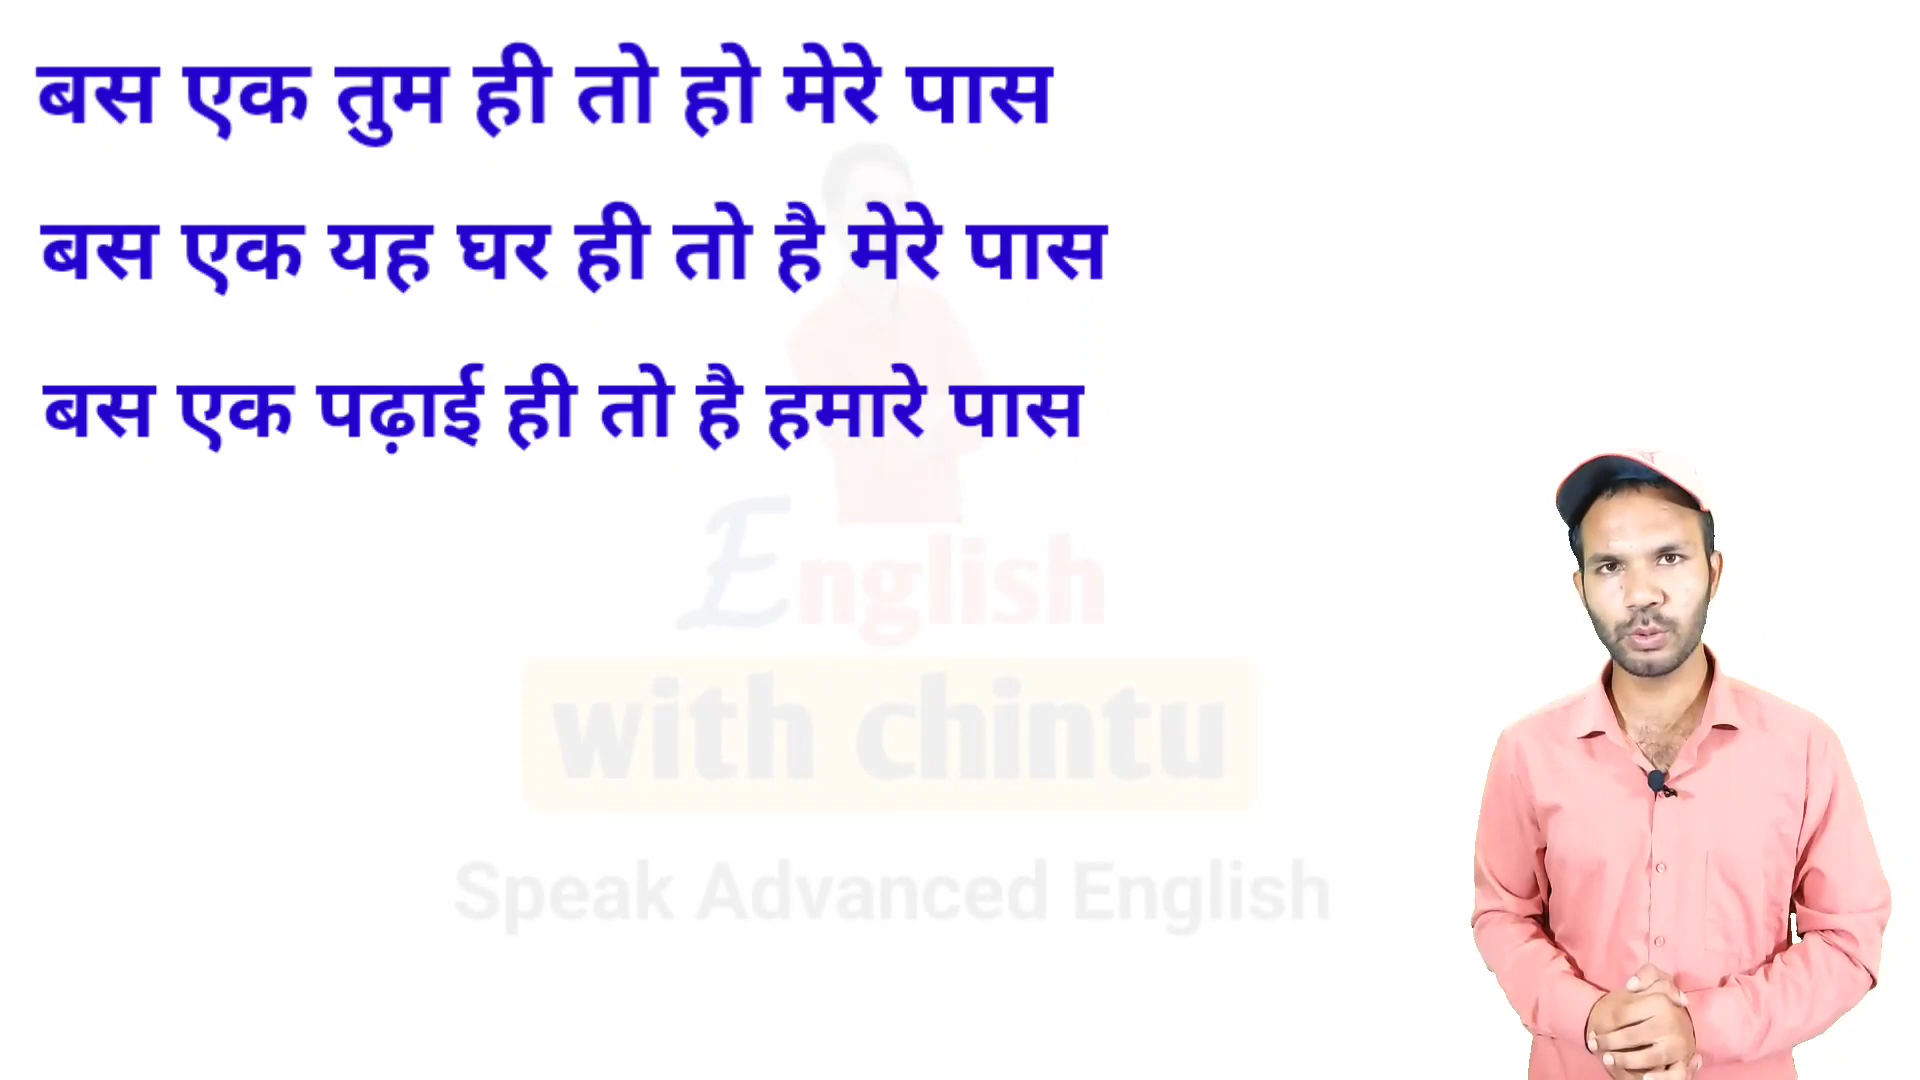 बस एक तुम ही तो हो मेरे पास
बस एक यह घर ही तो है मेरे पास
बस एक पढ़ाई ही तो है हमारे पास
English
with chintu
Speak Advanced English